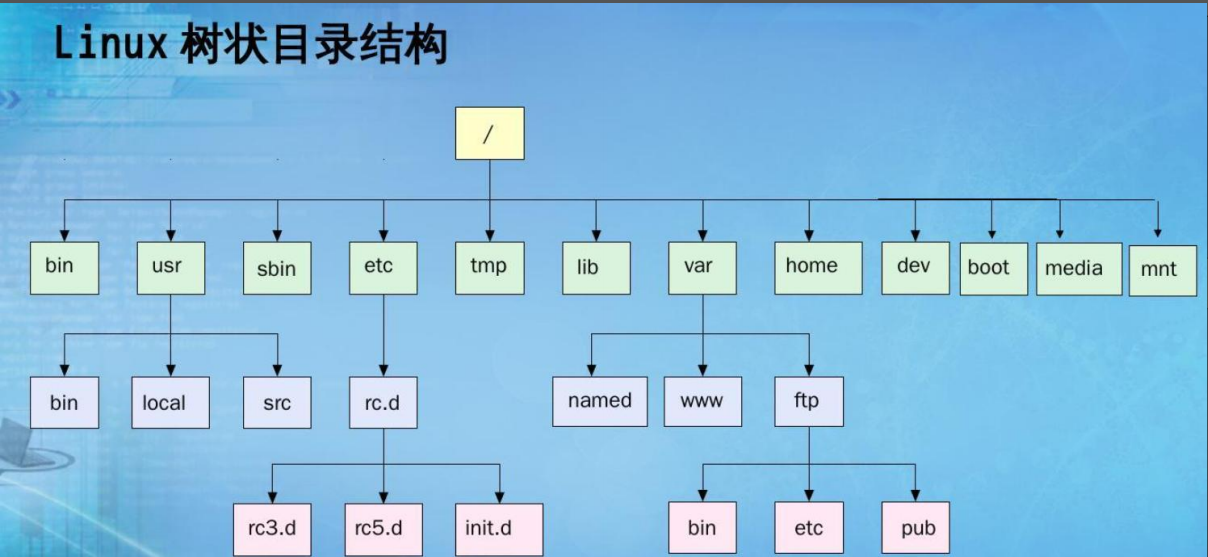 Linux 树状目录结构
/
bin usr sbin etc tmp lib var home dev boot media mnt
bin local src rc.d named www ftp
rc3.d rc5.d init.d bin etc pub